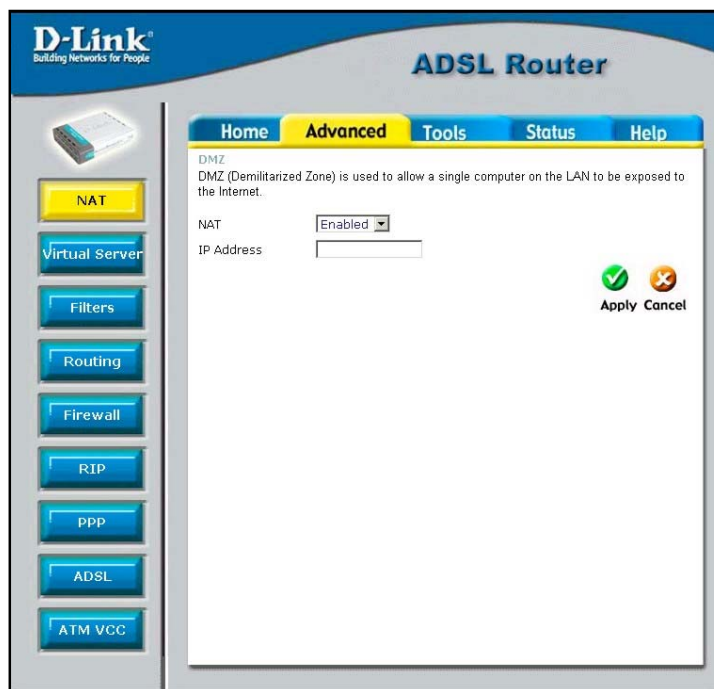 D-Link
Building Networks for People
ADSL Router
Home Advanced Tools Status Help
NAT
Virtual Server
Filters
Routing
Firewall
RIP
PPP
ADSL
ATM VCC
DMZ
DMZ (Demilitarized Zone) is used to allow a single computer on the LAN to be exposed to
the Internet.
NAT Enabled
IP Address
Apply Cancel